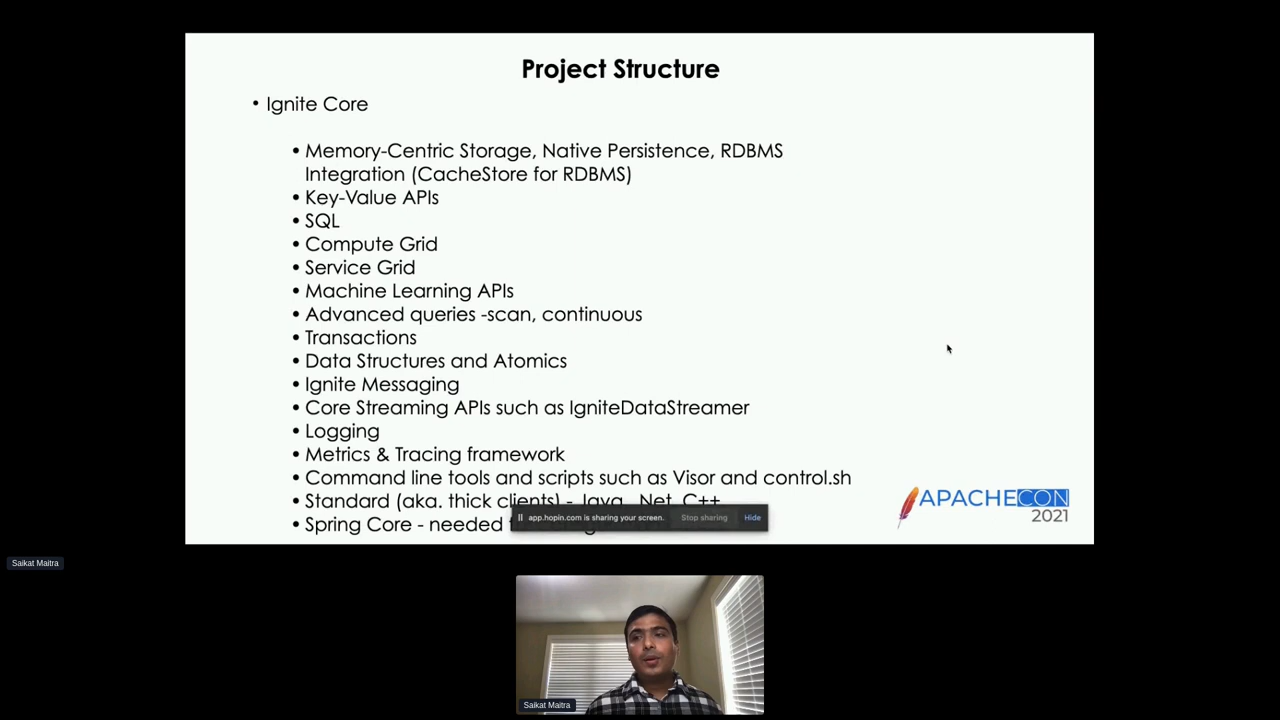 Project Structure
• Ignite Core
• Memory-Centric Storage, Native Persistence, RDBMS
Integration (CacheStore for RDBMS)
• Key-Value APIs
• SQL
• Compute Grid
• Service Grid
• Machine Learning APIs
• Advanced queries -scan, continuous
• Transactions
• Data Structures and Atomics
• Ignite Messaging
• Core Streaming APIs such as IgniteDataStreamer
• Logging
• Metrics & Tracing framework
• Command line tools and scripts such as Visor and control.sh
• Standard (aka. thick clients) - Java, .Net, C++
• Spring Core - needed
app.hopin.com is sharing your screen. Stop sharing Hide
APACHECON
2021
Saikat Maitra
Saikat Maitra